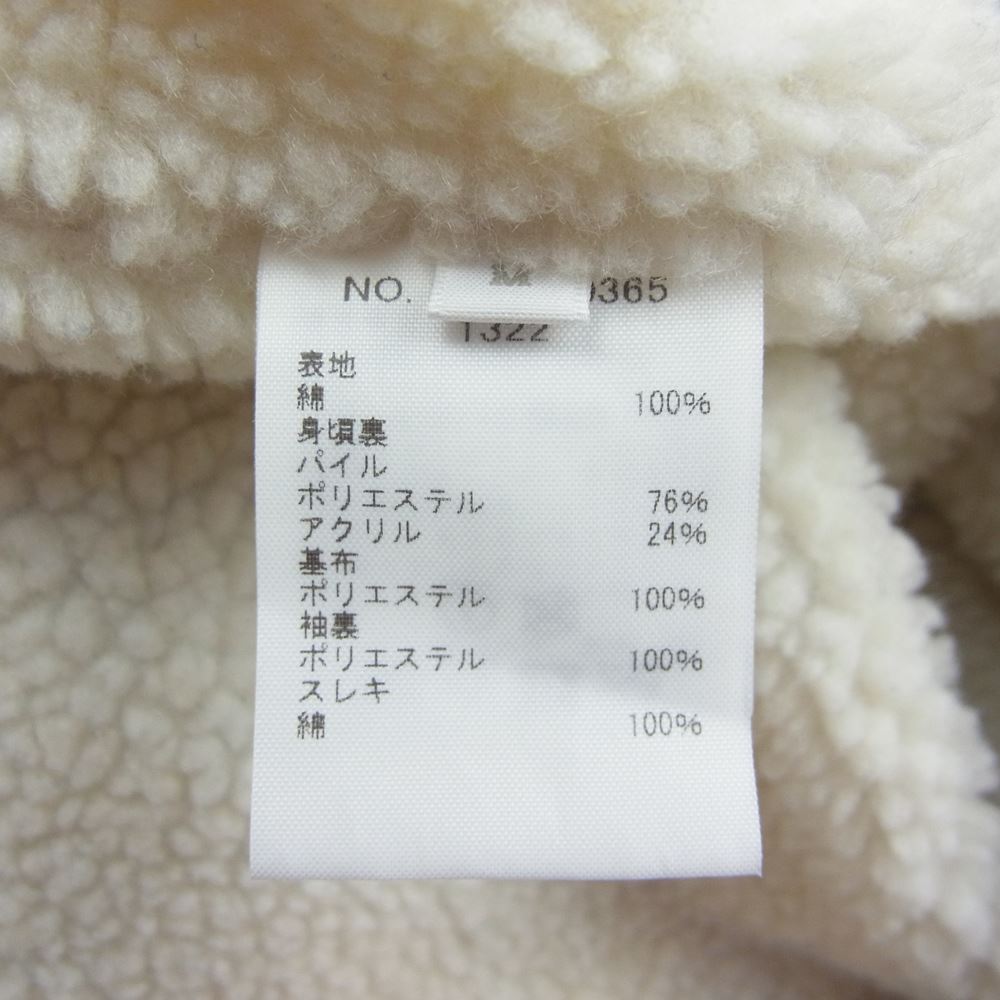 M
NO. 9365
1322
表地
綿 100%
身頃裏
パイル
ポリエステル 76%
アクリル 24%
基布
ポリエステル 100%
袖裏
ポリエステル 100%
スレキ
綿 100%